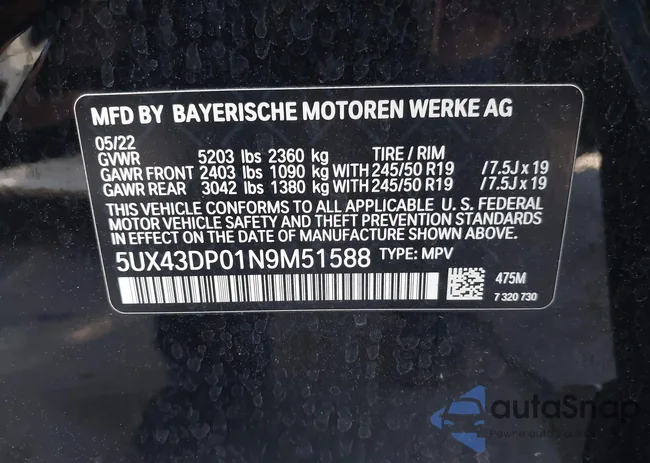 MFD BY BAYERISCHE MOTOREN WERKE AG
05/22
GVWR 5203 lbs 2360 kg TIRE / RIM
GAWR FRONT 2403 lbs 1090 kg WITH 245/50 R19 / 7.5J x 19
GAWR REAR 3042 lbs 1380 kg WITH 245/50 R19 / 7.5J x 19
THIS VEHICLE CONFORMS TO ALL APPLICABLE U. S. FEDERAL
MOTOR VEHICLE SAFETY AND THEFT PREVENTION STANDARDS
IN EFFECT ON THE DATE OF MANUFACTURE SHOWN ABOVE.
5UX43DP01N9M51588 TYPE: MPV
475M
7 320 730
autoSnap